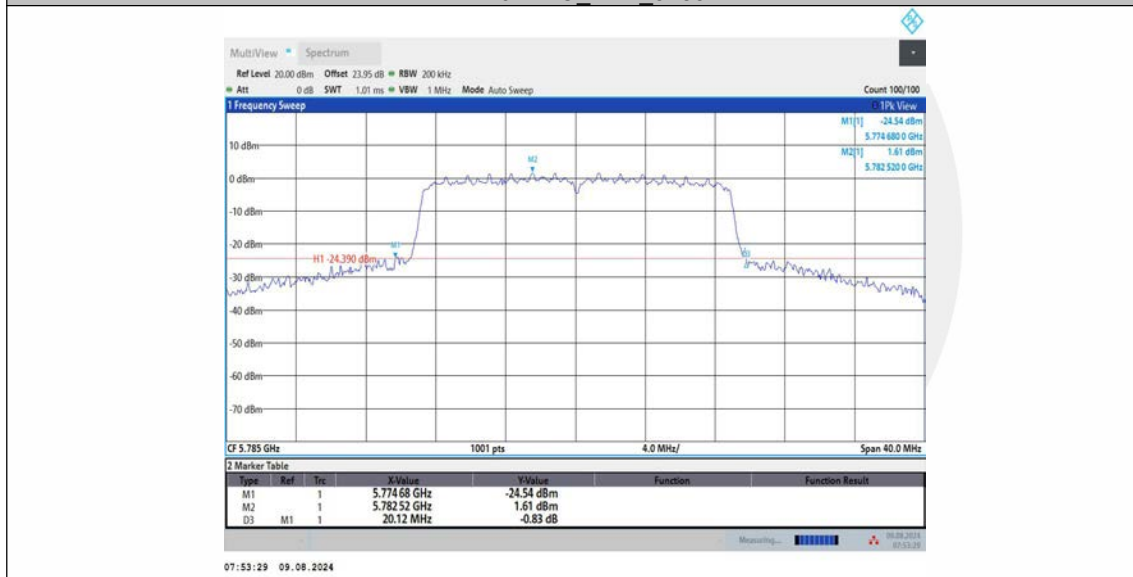 MultiView Spectrum
Ref Level 20.00 dBm Offset 23.95 dB RBW 200 kHz
Att 0 dB SWT 1.01 ms VBW 1 MHz Mode Auto Sweep Count 100/100
1 Frequency Sweep 1Pk View
M1[1] -24.54 dBm
5.774 680 0 GHz
M2[1] 1.61 dBm
5.782 520 0 GHz
10 dBm
M2
0 dBm
-10 dBm
-20 dBm
M1
D3
H1 -24.390 dBm
-30 dBm
-40 dBm
-50 dBm
-60 dBm
-70 dBm
CF 5.785 GHz 1001 pts 4.0 MHz/ Span 40.0 MHz
2 Marker Table
Type Ref Trc X-Value Y-Value Function Function Result
M1 1 5.774 68 GHz -24.54 dBm
M2 1 5.782 52 GHz 1.61 dBm
D3 M1 1 20.12 MHz -0.83 dB
Measuring... 09.08.2024
07:53:29
07:53:29 09.08.2024